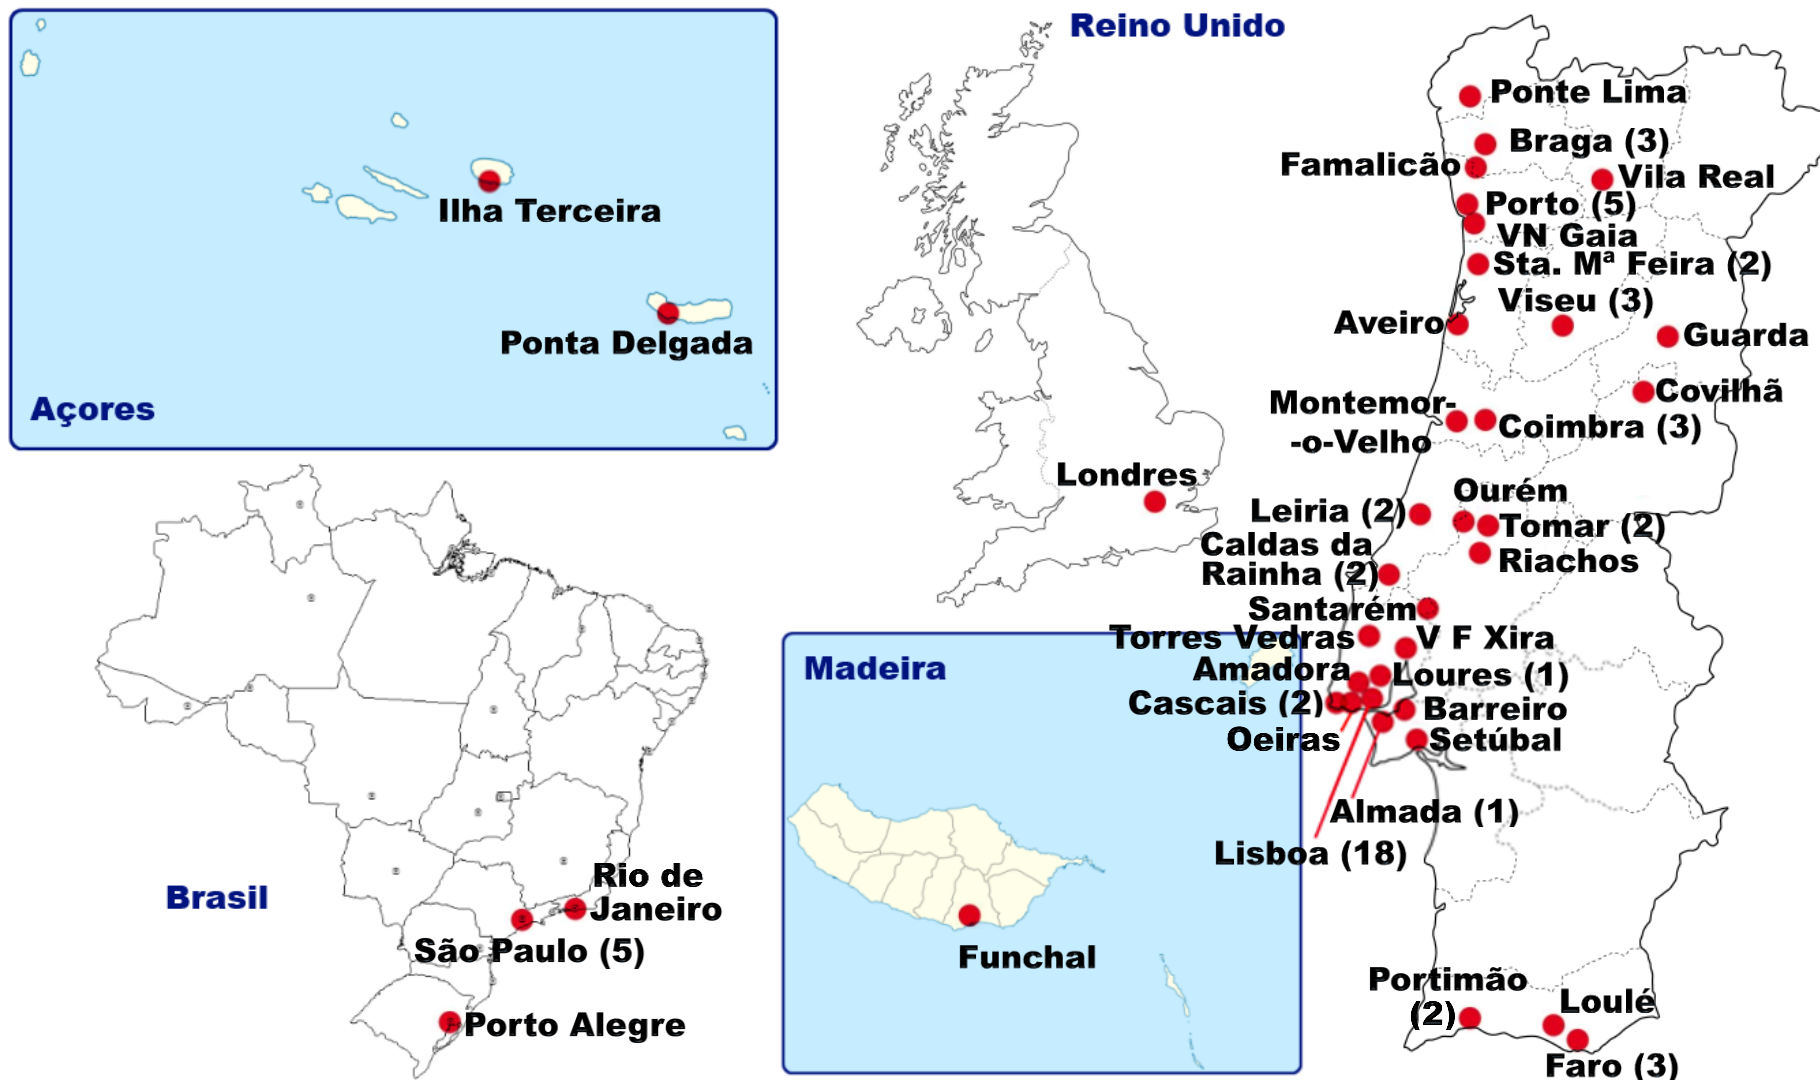 Ilha Terceira
Ponta Delgada
Açores
Reino Unido
Londres
Brasil
Rio de
Janeiro
São Paulo (5)
Porto Alegre
Madeira
Funchal
Ponte Lima
Braga (3)
Famalicão
Vila Real
Porto (5)
VN Gaia
Sta. Mª Feira (2)
Viseu (3)
Aveiro
Guarda
Covilhã
Montemor-
-o-Velho
Coimbra (3)
Ourém
Leiria (2)
Tomar (2)
Caldas da
Rainha (2)
Riachos
Santarém
Torres Vedras
V F Xira
Amadora
Loures (1)
Cascais (2)
Barreiro
Oeiras
Setúbal
Almada (1)
Lisboa (18)
Portimão
(2)
Loulé
Faro (3)